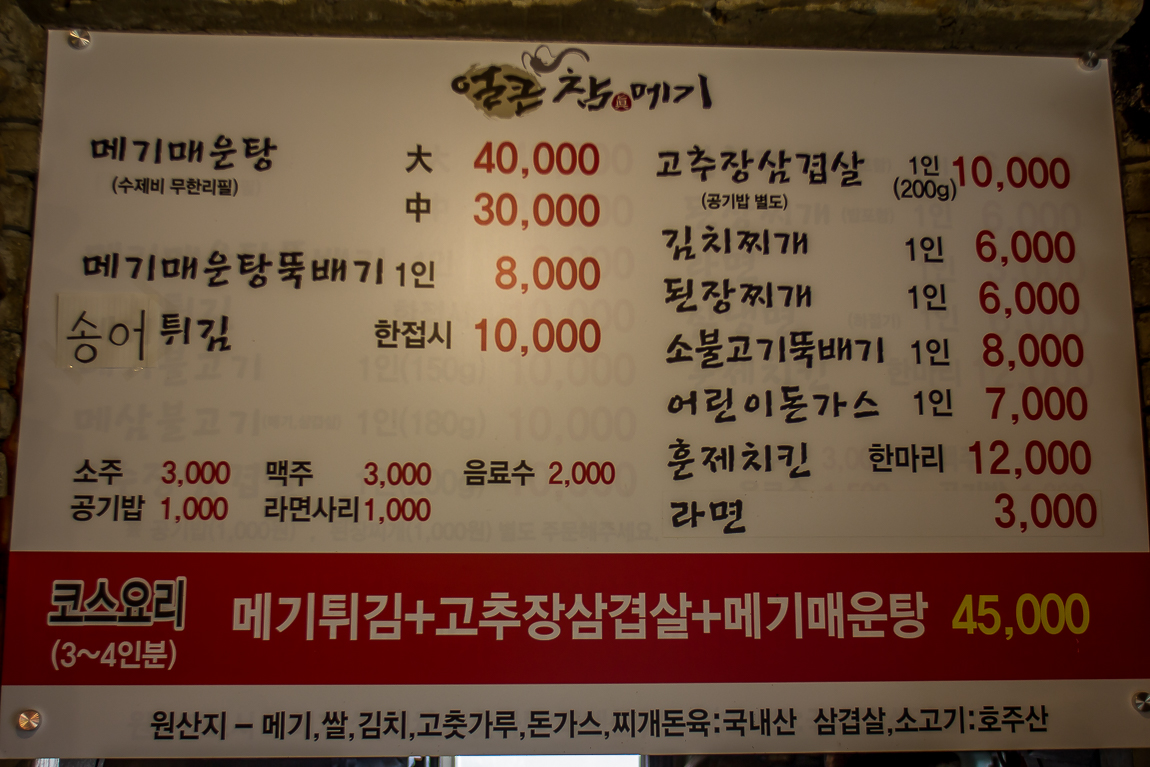 얼큰 참眞메기
메기매운탕 大 40,000
(수제비 무한리필)
中 30,000
메기매운탕뚝배기 1인 8,000
송어 튀김 한접시 10,000
소주 3,000 맥주 3,000 음료수 2,000
공기밥 1,000 라면사리 1,000
고추장삼겹살 1인 10,000
(공기밥 별도) (200g)
김치찌개 1인 6,000
된장찌개 1인 6,000
소불고기뚝배기 1인 8,000
어린이돈가스 1인 7,000
훈제치킨 한마리 12,000
라면 3,000
코스요리 메기튀김+고추장삼겹살+메기매운탕 45,000
(3~4인분)
원산지 – 메기,쌀,김치,고춧가루,돈가스,찌개돈육:국내산 삼겹살,소고기:호주산